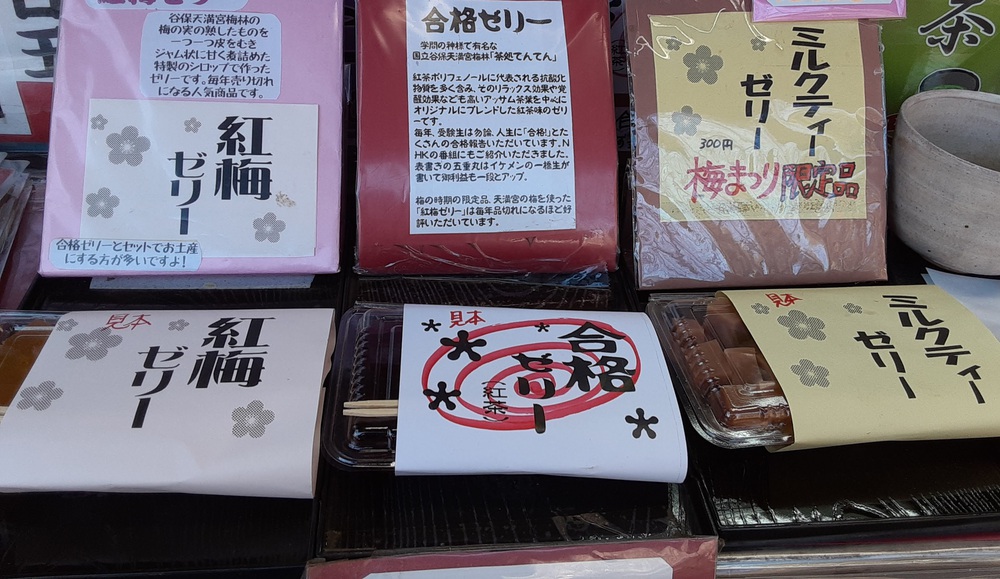 谷保天満宮梅林の
梅の実の熟したものを
一つ一つ皮をむき
ジャム状に甘く煮詰めた
特製のシロップで作った
ゼリーです。毎年売り切れ
になる人気商品です。
紅梅
ゼリー
合格ゼリーとセットでお土産
にする方が多いですよ!
合格ゼリー
学問の神様で有名な
国立谷保天満宮梅林「茶処てんてん」
紅茶ポリフェノールに代表される抗酸化
物質を多く含み、そのリラックス効果や覚
醒効果なども高いアッサム茶葉を中心に
オリジナルにブレンドした紅茶味のゼリ
ーです。
毎年、受験生は勿論、人生に「合格!」とた
くさんの合格報告いただいています。N
HKの番組にもご紹介いただきました。
表書きの五重丸はイケメンの一橋生が
書いて御利益も一段とアップ。
梅の時期の限定品、天満宮の梅を使った
「紅梅ゼリー」は毎年品切れになるほど好
評いただいています。
ミルクティー
ゼリー
300円
梅まつり限定品
茶
見本
紅梅
ゼリー
見本
合格
ゼリー
(紅茶)
見本
ミルクティー
ゼリー